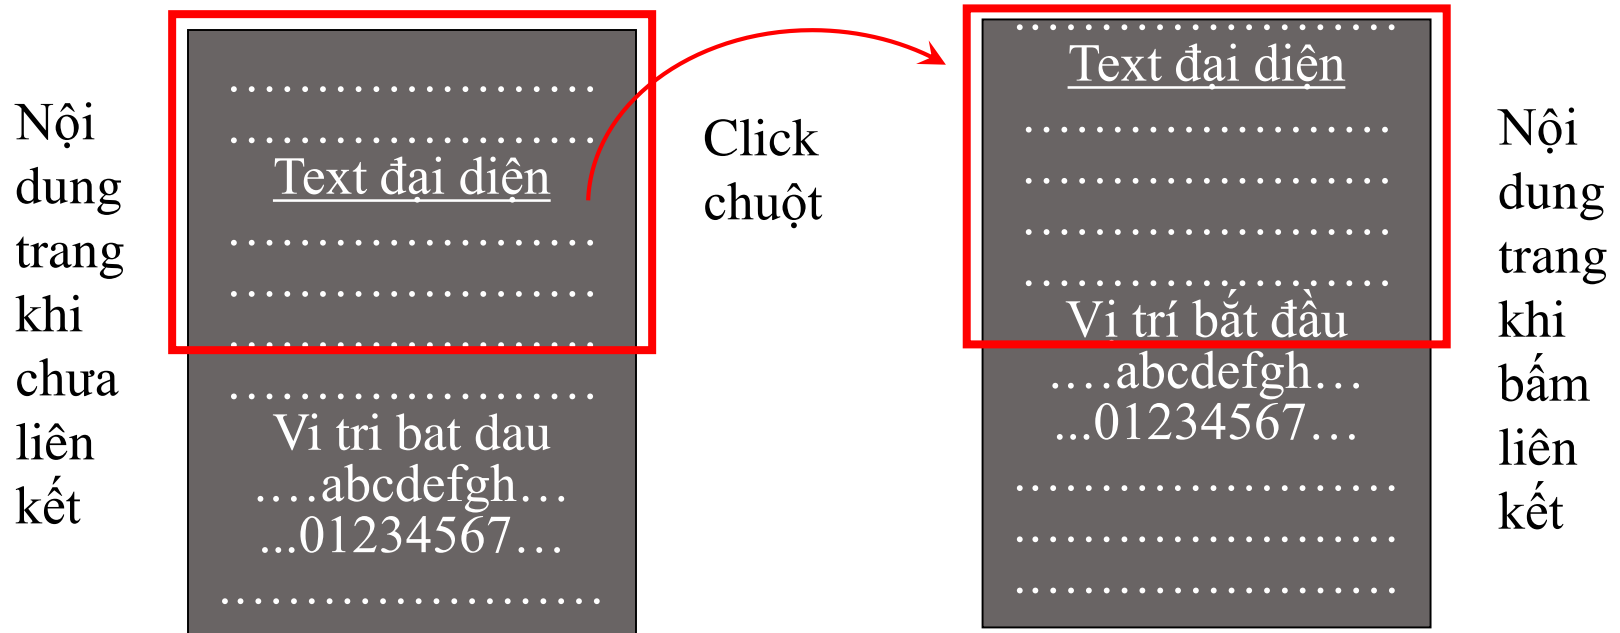 Nội
dung
trang
khi
chưa
liên
kết
......................
......................
Text đại diện
......................
......................
......................
......................
Vi tri bat dau
....abcdefgh...
...01234567...
.......................
Click
chuột
.......................
Text đại diện
......................
......................
......................
......................
Vị trí bắt đầu
....abcdefgh...
...01234567...
.......................
.......................
.......................
Nội
dung
trang
khi
bấm
liên
kết